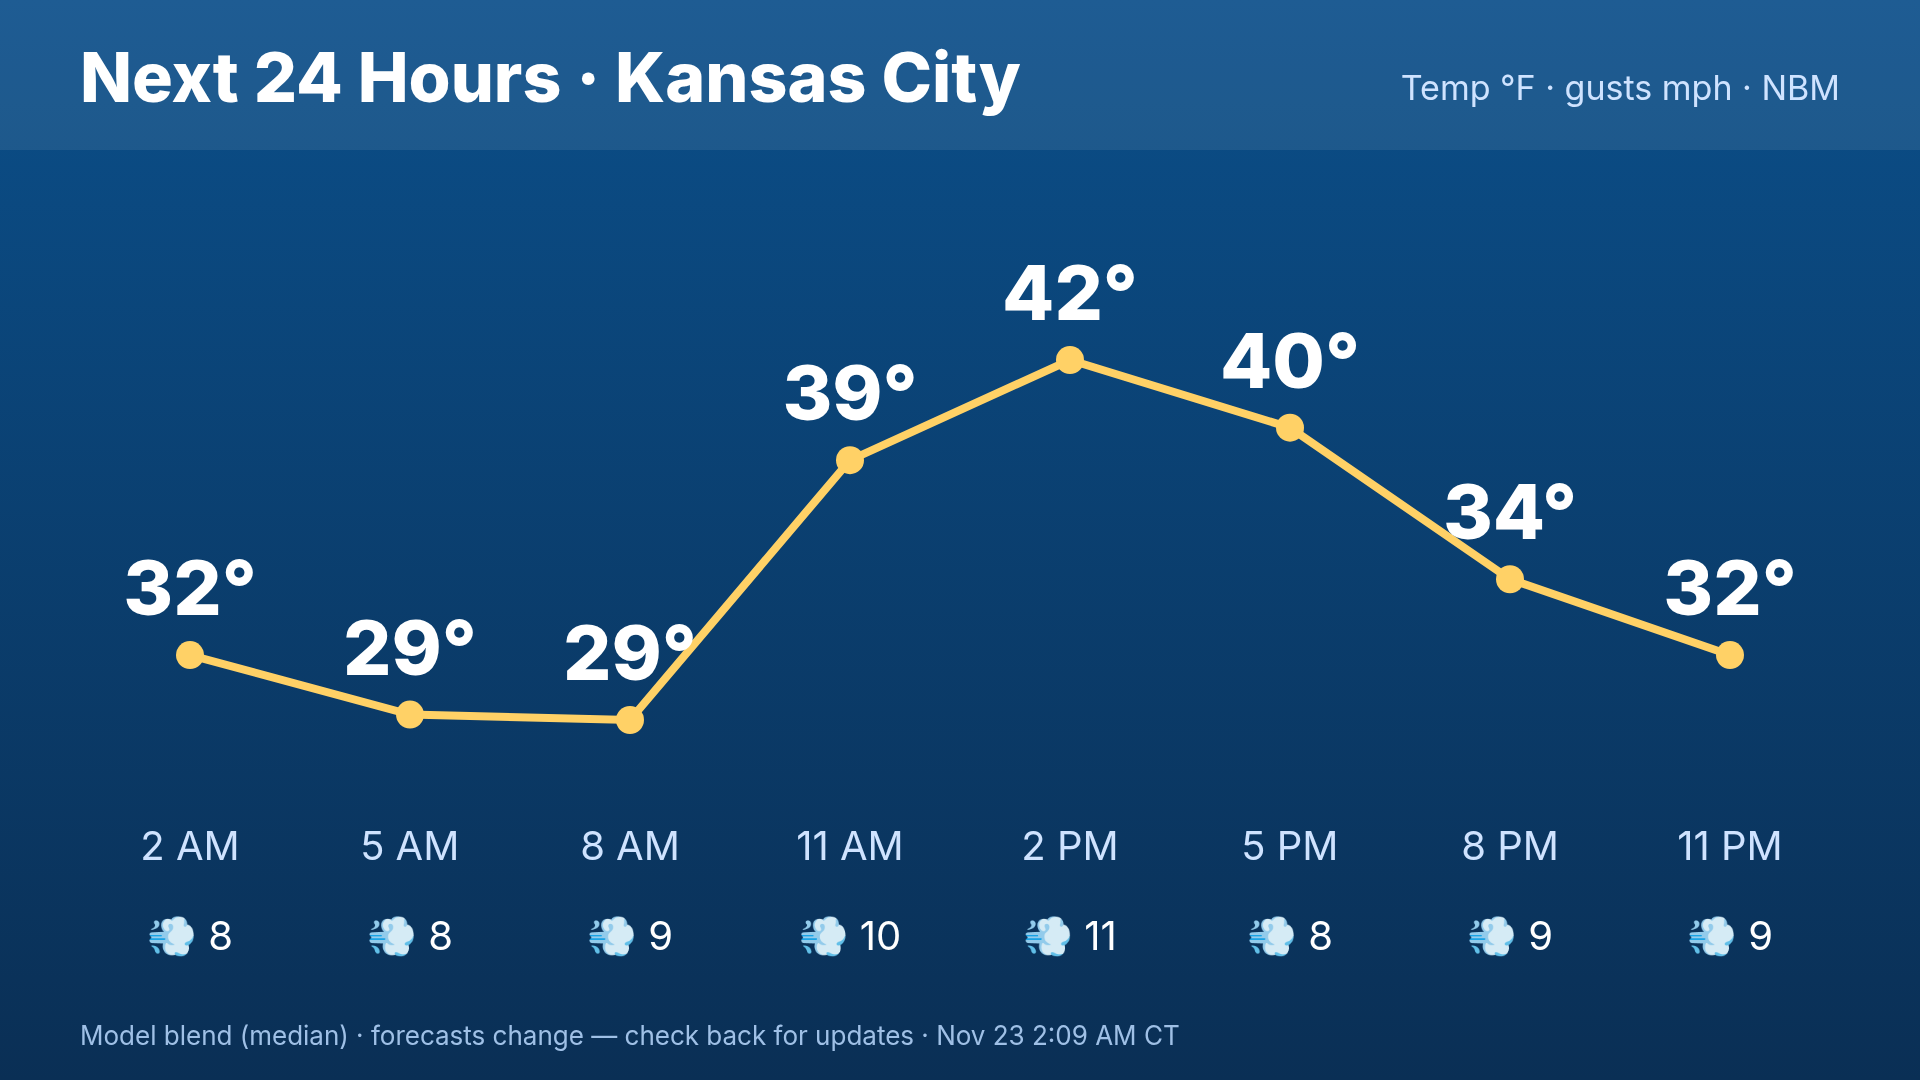 Next 24 Hours · Kansas City
Temp °F · gusts mph · NBM
42°
40°
39°
34°
32°
32°
29°
29°
2 AM 5 AM 8 AM 11 AM 2 PM 5 PM 8 PM 11 PM
💨 8 💨 8 💨 9 💨 10 💨 11 💨 8 💨 9 💨 9
Model blend (median) · forecasts change — check back for updates · Nov 23 2:09 AM CT